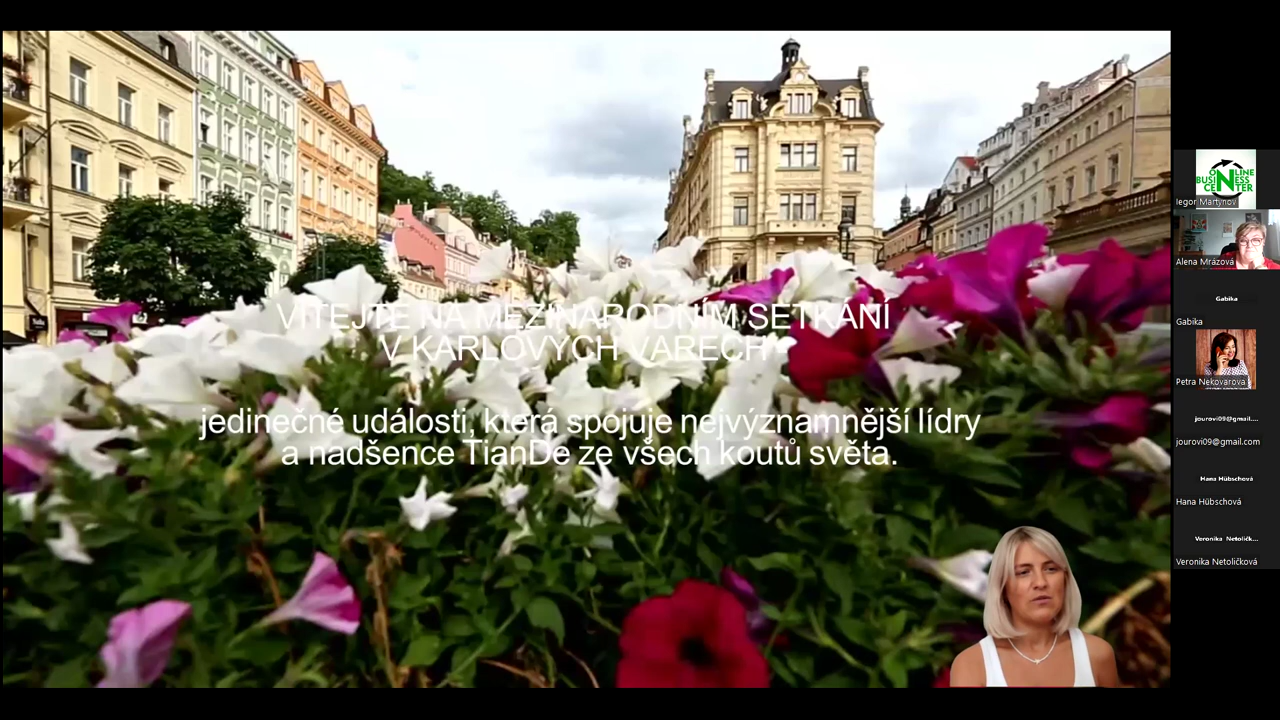 VÍTEJTE NA MEZINÁRODNÍM SETKÁNÍ
V KARLOVÝCH VARECH
jedinečné události, která spojuje nejvýznamnější lídry
a nadšence TianDe ze všech koutů světa.
ONLINE
BUSINESS
CENTER
Iegor Martynov
Alena Mrázová
Gabika
Gabika
Petra Nekovarova
jourovi09@gmail....
jourovi09@gmail.com
Hana Hübschová
Hana Hübschová
Veronika Netoličk...
Veronika Netoličková